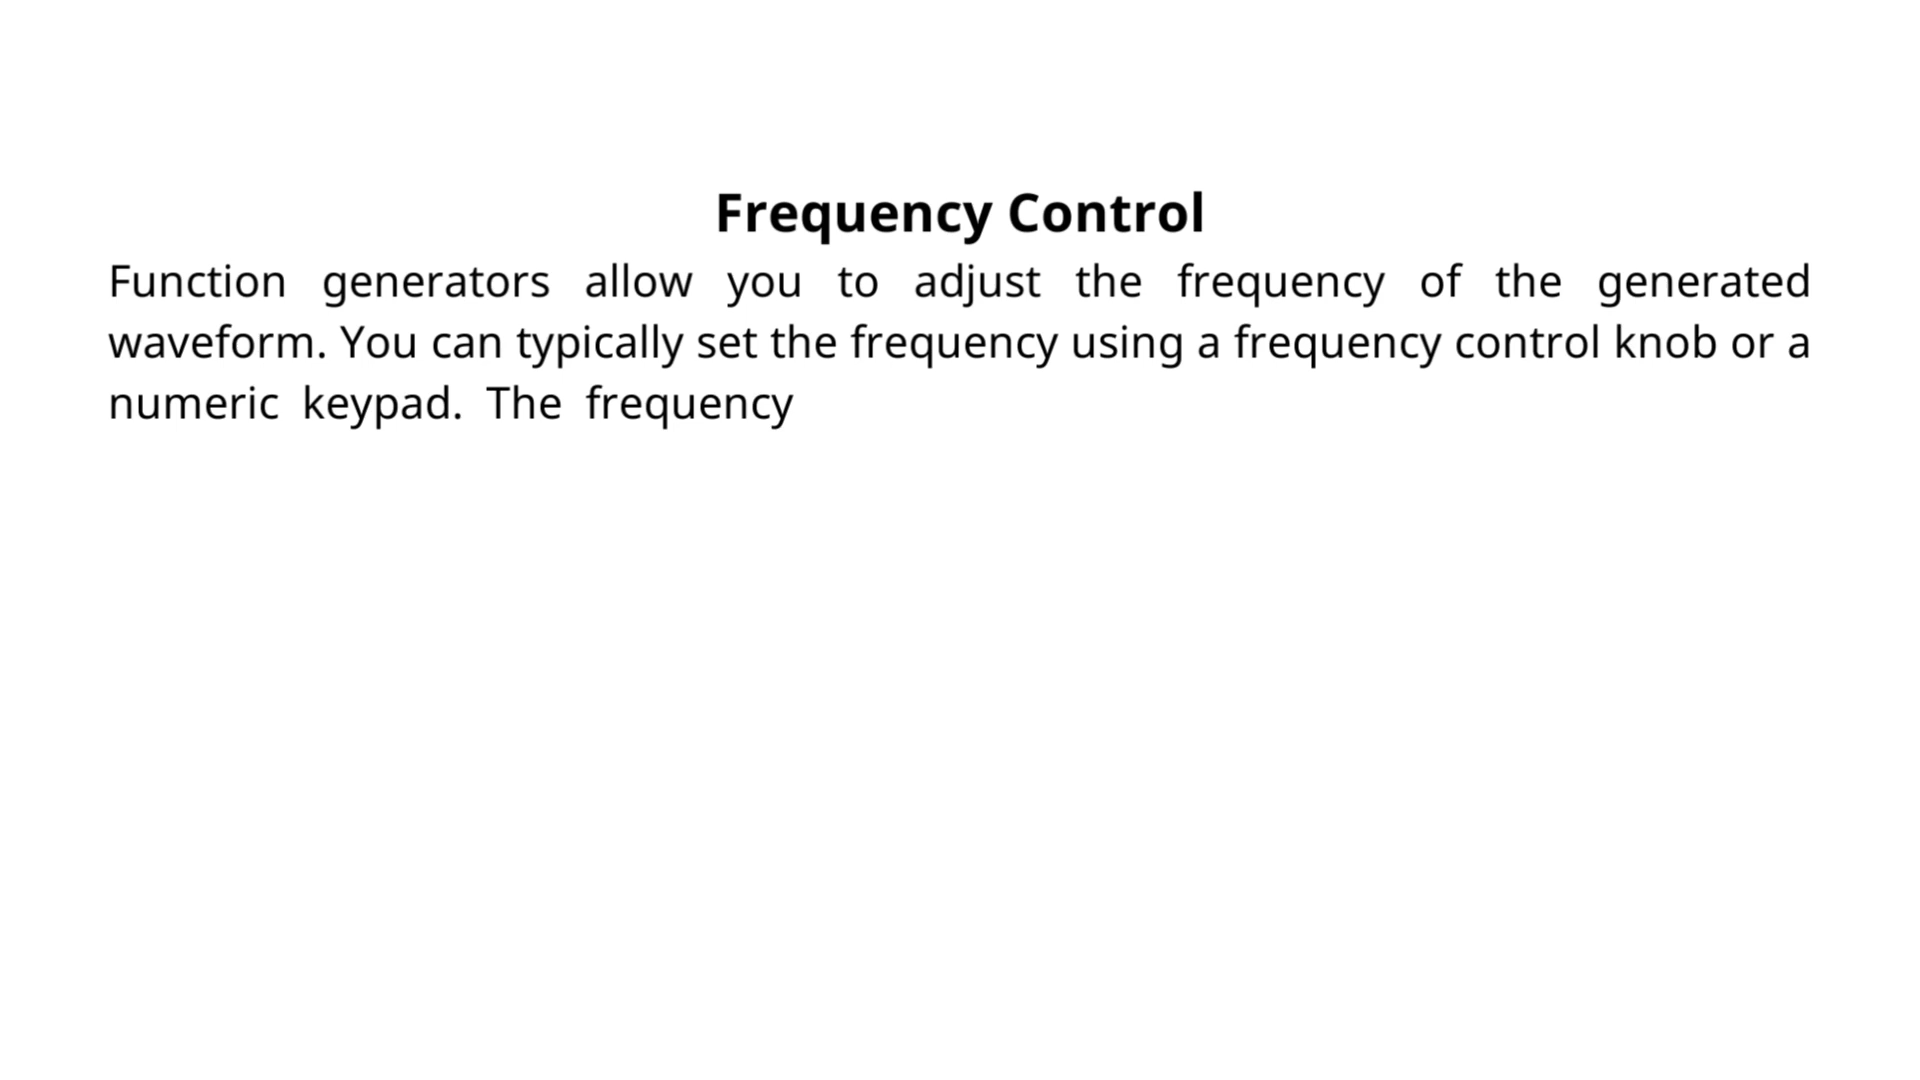 Frequency Control
Function generators allow you to adjust the frequency of the generated
waveform. You can typically set the frequency using a frequency control knob or a
numeric keypad. The frequency